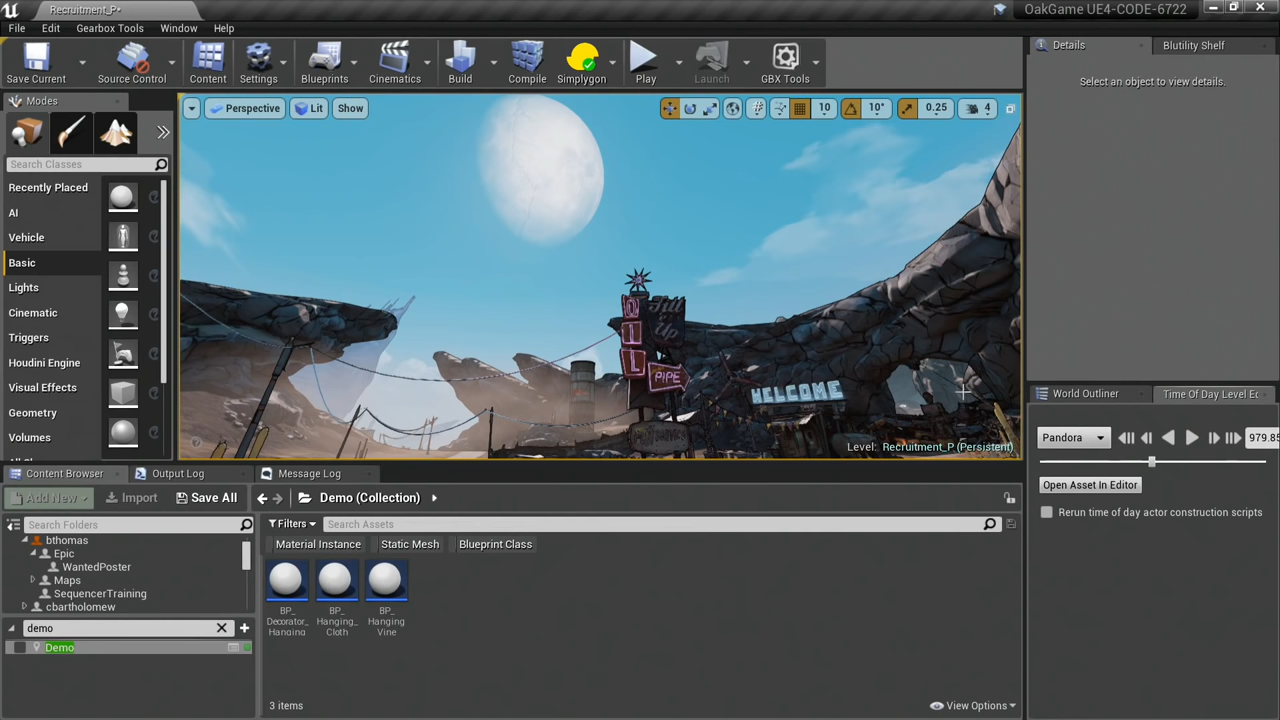 Recruitment_P•
OakGame UE4-CODE-6722
File Edit Gearbox Tools Window Help
Save Current Source Control Content Settings Blueprints Cinematics Build Compile Simplygon Play Launch GBX Tools
Details Blutility Shelf
Select an object to view details.
Modes
Search Classes
Recently Placed
AI
Vehicle
Basic
Lights
Cinematic
Triggers
Houdini Engine
Visual Effects
Geometry
Volumes
Perspective Lit Show 10 10° 0.25 4
OIL
Fill Up
PIPE
WELCOME
Level: Recruitment_P (Persistent)
World Outliner Time Of Day Level Ec
Pandora 979.85
Open Asset In Editor
Rerun time of day actor construction scripts
Content Browser Output Log Message Log
Add New Import Save All Demo (Collection)
Search Folders
bthomas
Epic
WantedPoster
Maps
SequencerTraining
cbartholomew
demo
Demo
Filters Search Assets
Material Instance Static Mesh Blueprint Class
BP_
Decorator_
Hanging
BP_
Hanging_
Cloth
BP_
Hanging
Vine
3 items
View Options